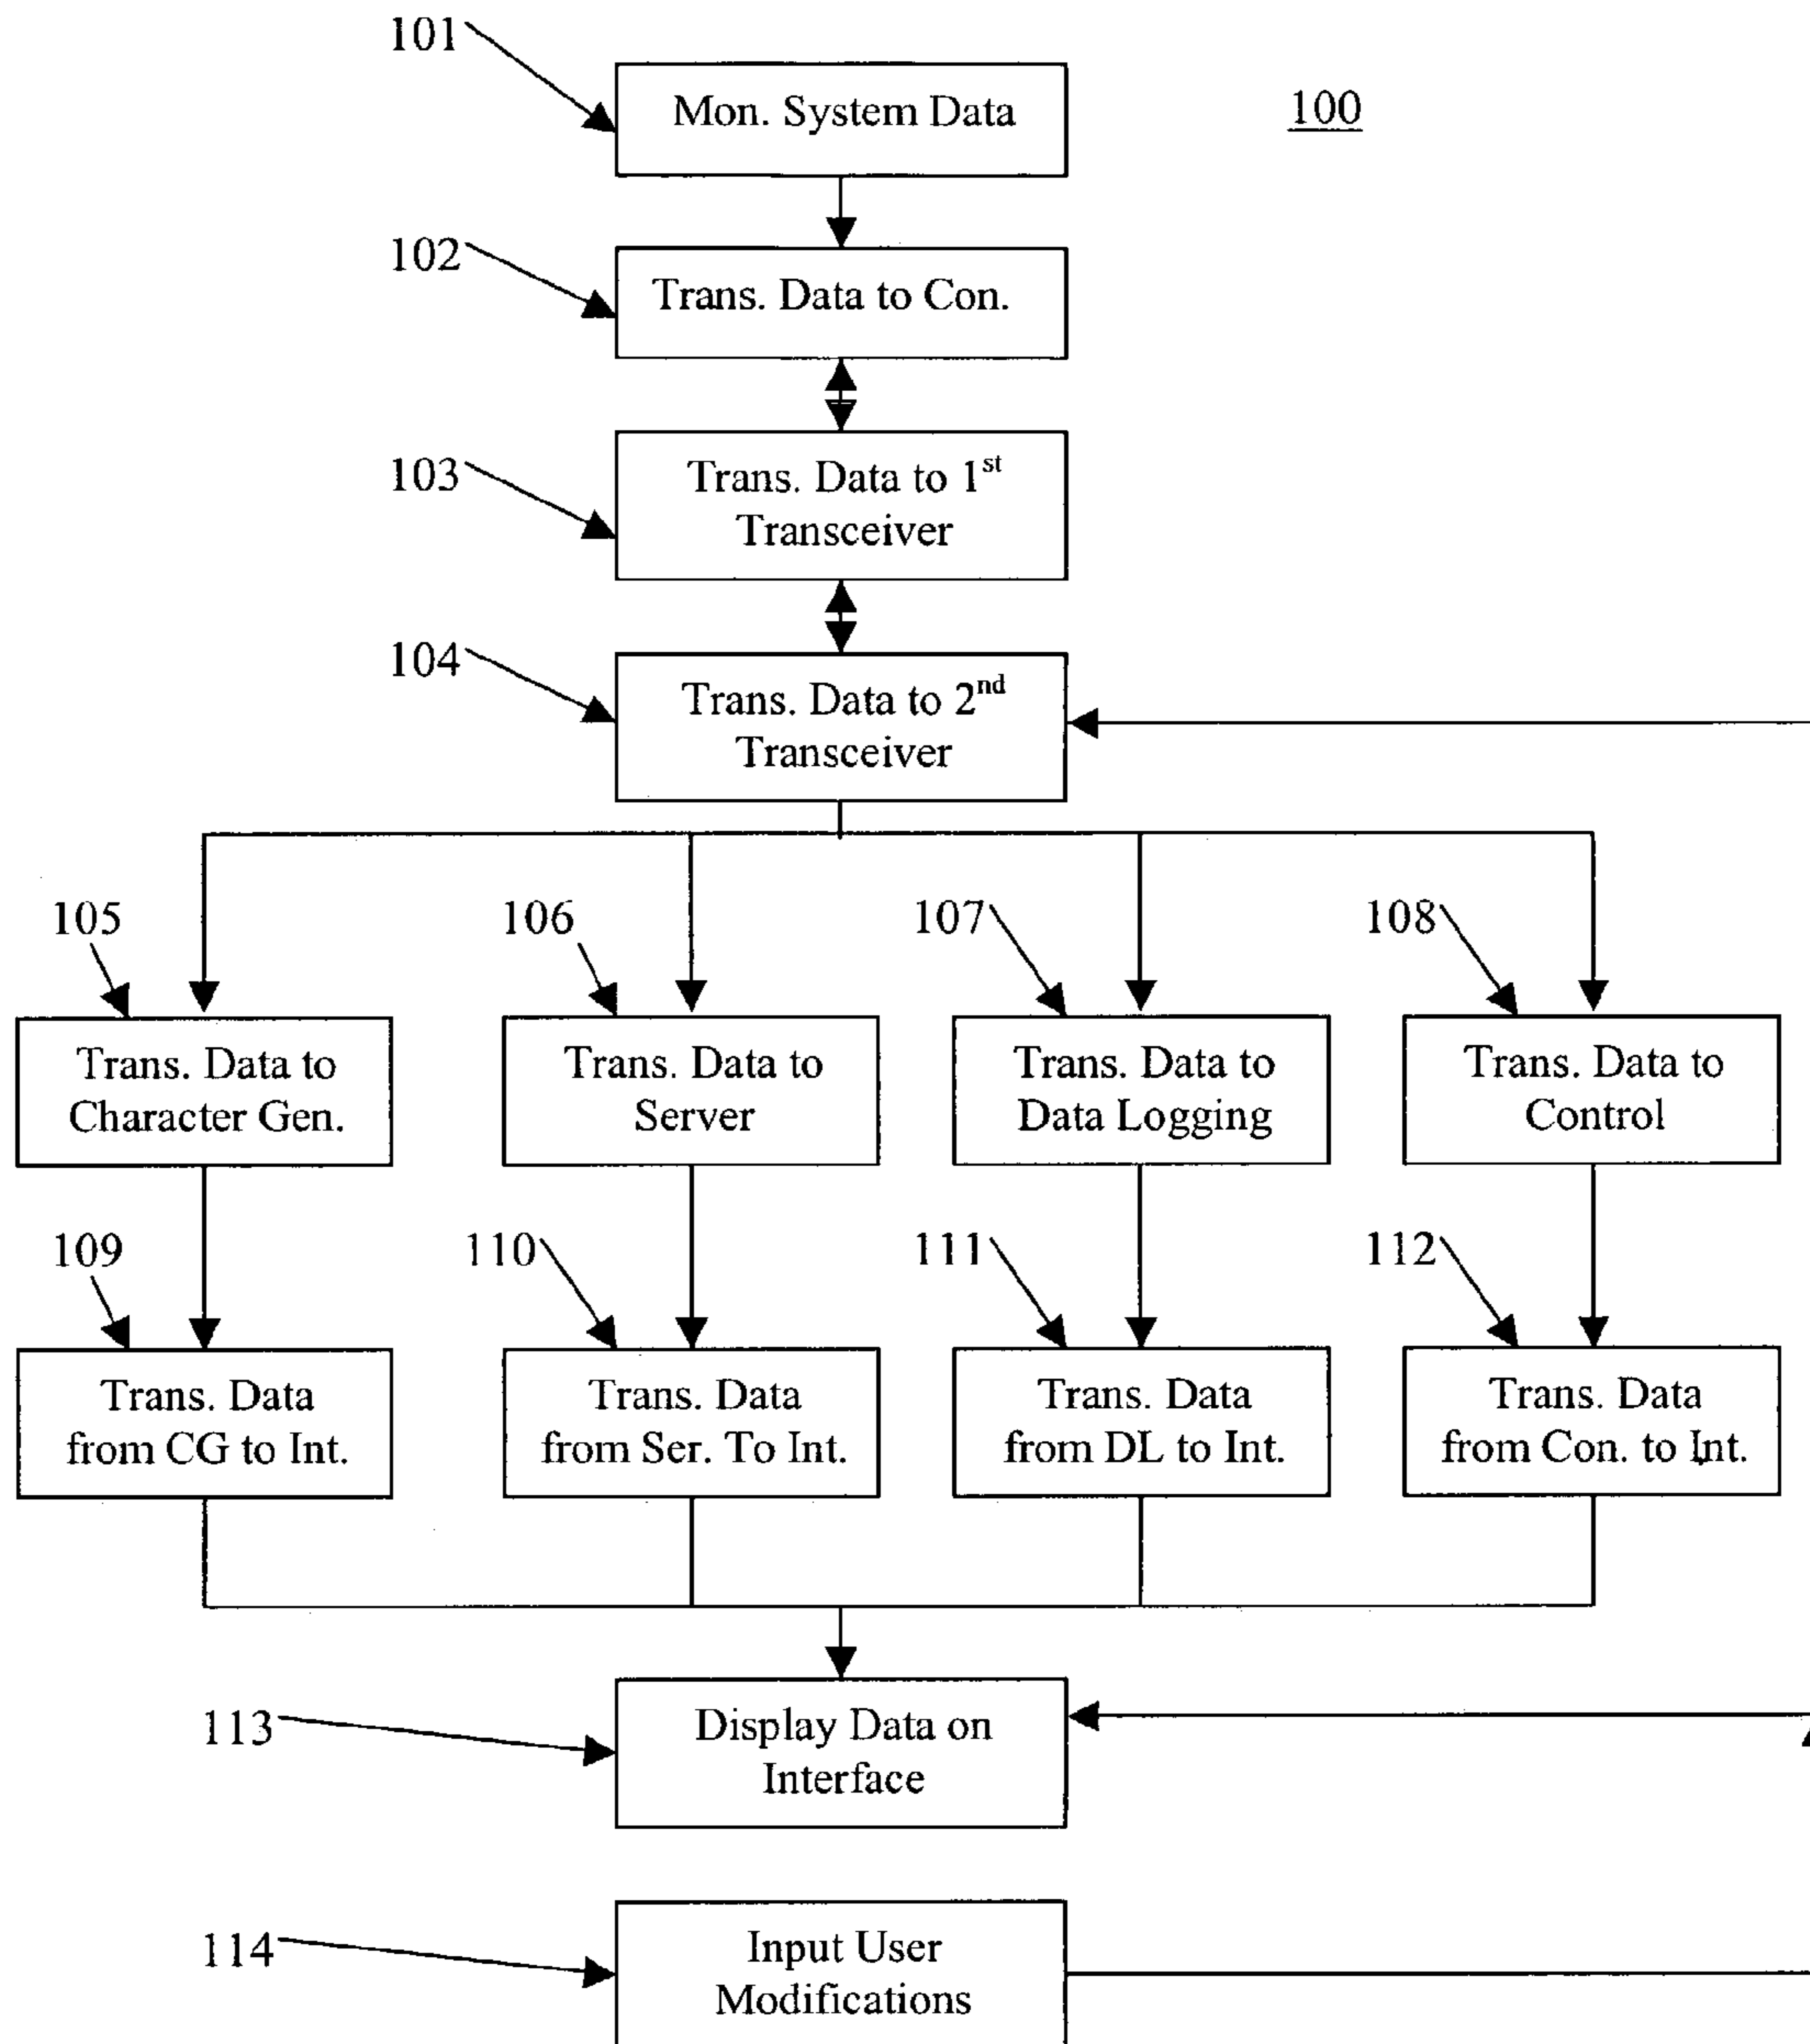 101
Mon. System Data
100
102
Trans. Data to Con.
103
Trans. Data to 1st
Transceiver
104
Trans. Data to 2nd
Transceiver
105
106
107
108
Trans. Data to
Character Gen.
Trans. Data to
Server
Trans. Data to
Data Logging
Trans. Data to
Control
109
110
111
112
Trans. Data
from CG to Int.
Trans. Data
from Ser. To Int.
Trans. Data
from DL to Int.
Trans. Data
from Con. to Int.
113
Display Data on
Interface
114
Input User
Modifications